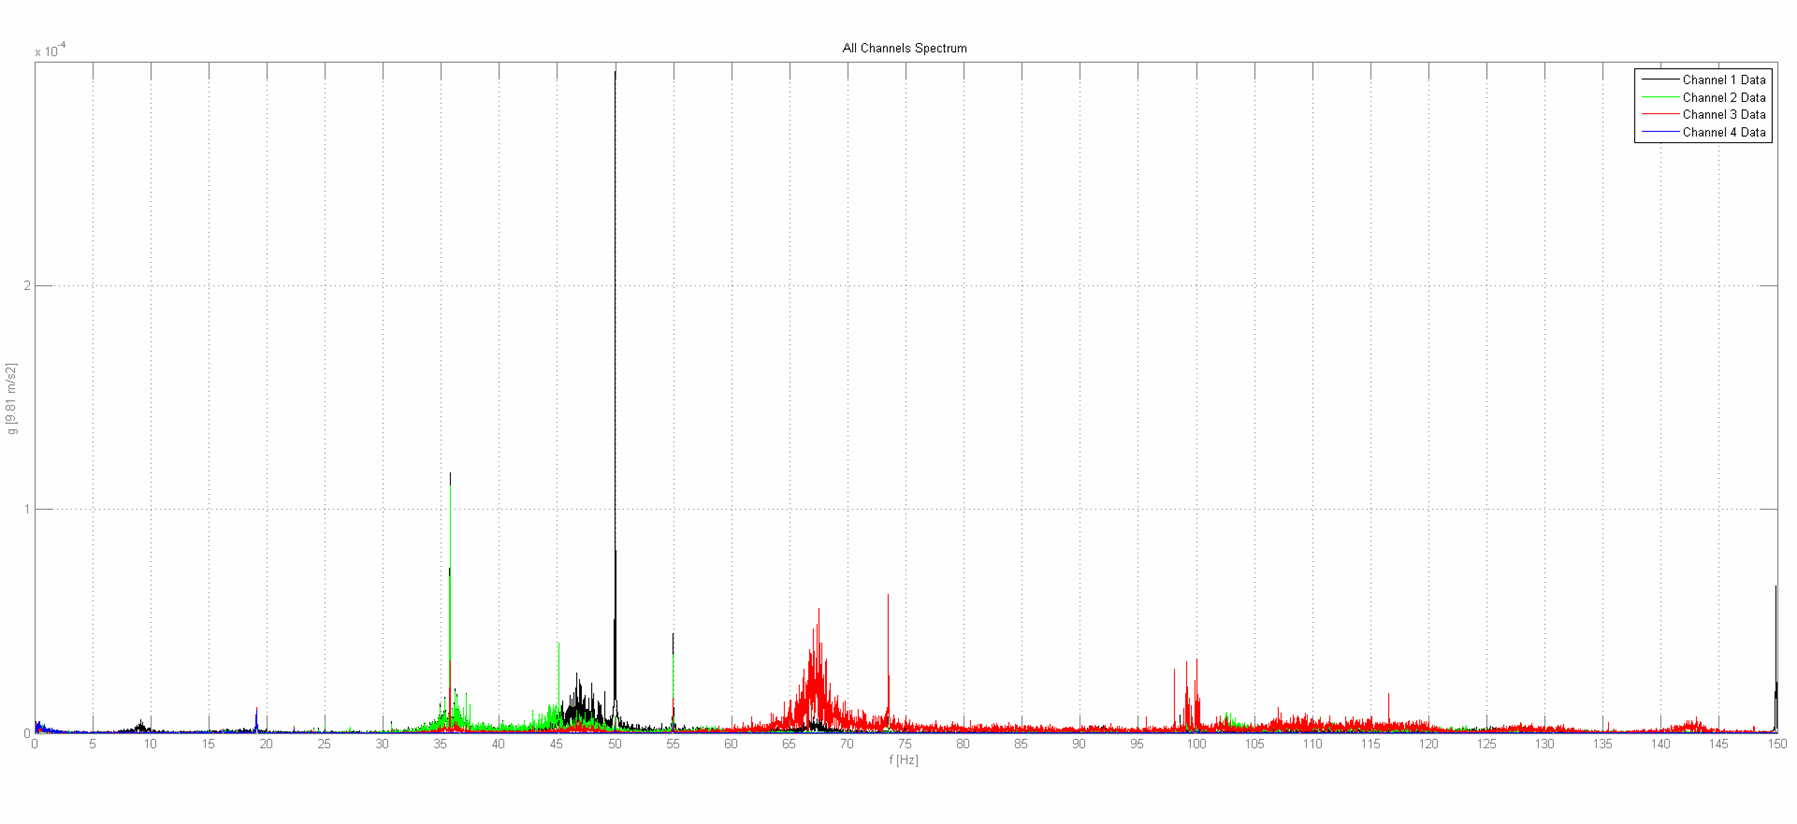 x 10-4
All Channels Spectrum
Channel 1 Data
Channel 2 Data
Channel 3 Data
Channel 4 Data
2
1
0
g [9.81 m/s2]
0 5 10 15 20 25 30 35 40 45 50 55 60 65 70 75 80 85 90 95 100 105 110 115 120 125 130 135 140 145 150
f [Hz]